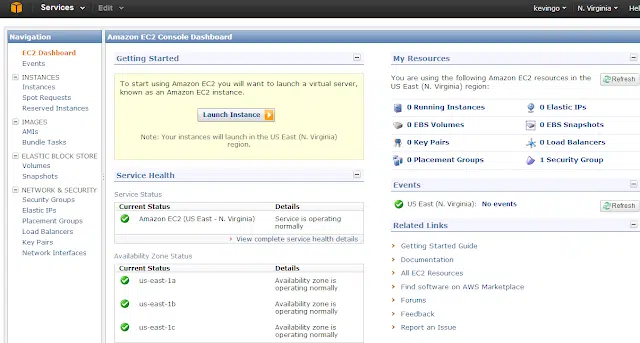 Services Edit kevingo N. Virginia Hel
Navigation
EC2 Dashboard
Events
INSTANCES
Instances
Spot Requests
Reserved Instances
IMAGES
AMIs
Bundle Tasks
ELASTIC BLOCK STORE
Volumes
Snapshots
NETWORK & SECURITY
Security Groups
Elastic IPs
Placement Groups
Load Balancers
Key Pairs
Network Interfaces
Amazon EC2 Console Dashboard
Getting Started
To start using Amazon EC2 you will want to launch a virtual server,
known as an Amazon EC2 instance.
Launch Instance
Note: Your instances will launch in the US East (N. Virginia)
region.
Service Health
Service Status
Current Status Details
Amazon EC2 (US East - N. Virginia) Service is operating
normally
View complete service health details
Availability Zone Status
Current Status Details
us-east-1a Availability zone is
operating normally
us-east-1b Availability zone is
operating normally
us-east-1c Availability zone is
operating normally
My Resources
You are using the following Amazon EC2 resources in the
US East (N. Virginia) region:
Refresh
0 Running Instances 0 Elastic IPs
0 EBS Volumes 0 EBS Snapshots
0 Key Pairs 0 Load Balancers
0 Placement Groups 1 Security Group
Events
US East (N. Virginia): No events Refresh
Related Links
Getting Started Guide
Documentation
All EC2 Resources
Find software on AWS Marketplace
Forums
Feedback
Report an Issue